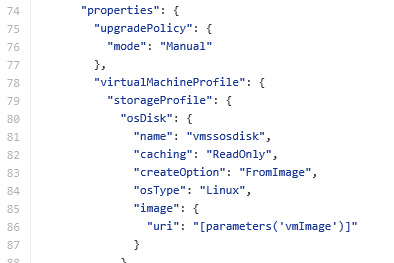 74 "properties": {
75 "upgradePolicy": {
76 "mode": "Manual"
77 },
78 "virtualMachineProfile": {
79 "storageProfile": {
80 "osDisk": {
81 "name": "vmssosdisk",
82 "caching": "ReadOnly",
83 "createOption": "FromImage",
84 "osType": "Linux",
85 "image": {
86 "uri": "[parameters('vmImage')]"
87 }
88 }